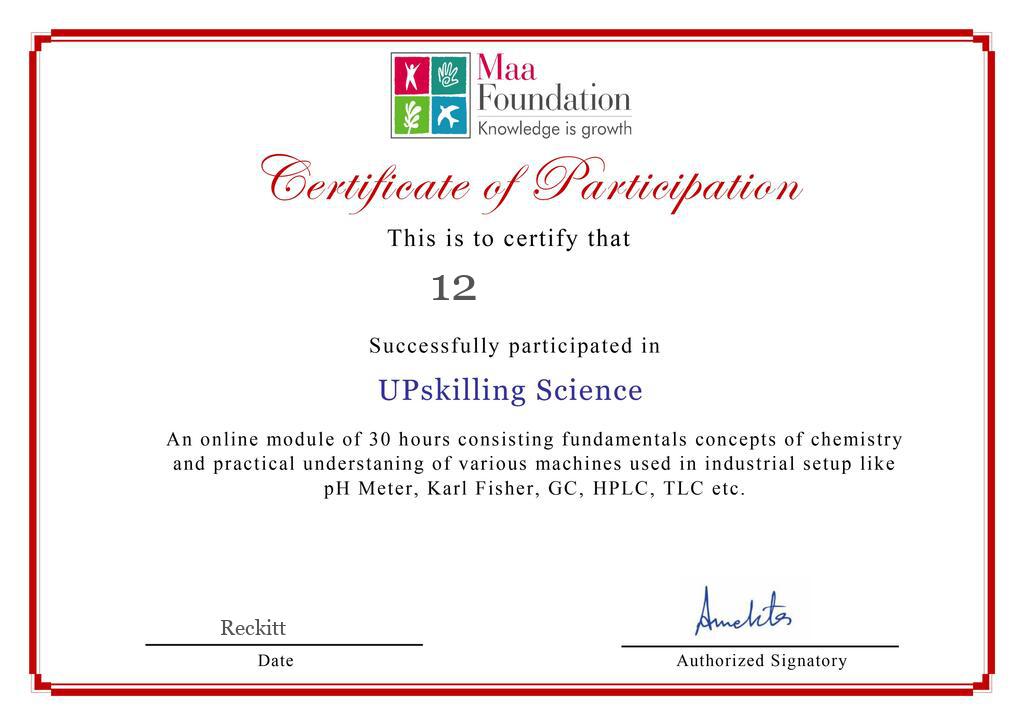 Maa
Foundation
Knowledge is growth
Certificate of Participation
This is to certify that
12
Successfully participated in
UPskilling Science
An online module of 30 hours consisting fundamentals concepts of chemistry
and practical understaning of various machines used in industrial setup like
pH Meter, Karl Fisher, GC, HPLC, TLC etc.
Reckitt
Date
Authorized Signatory